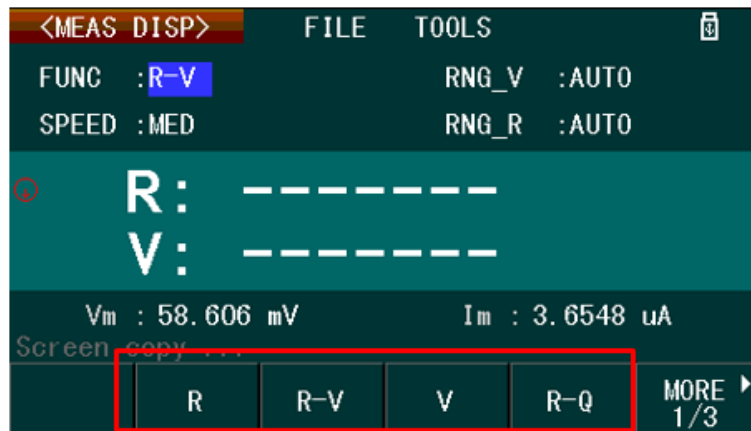 <MEAS DISP> FILE TOOLS
FUNC :R-V RNG_V :AUTO
SPEED :MED RNG_R :AUTO
R: -------
V: -------
Vm : 58.606 mV Im : 3.6548 uA
Screen copy ...
R R-V V R-Q MORE 1/3